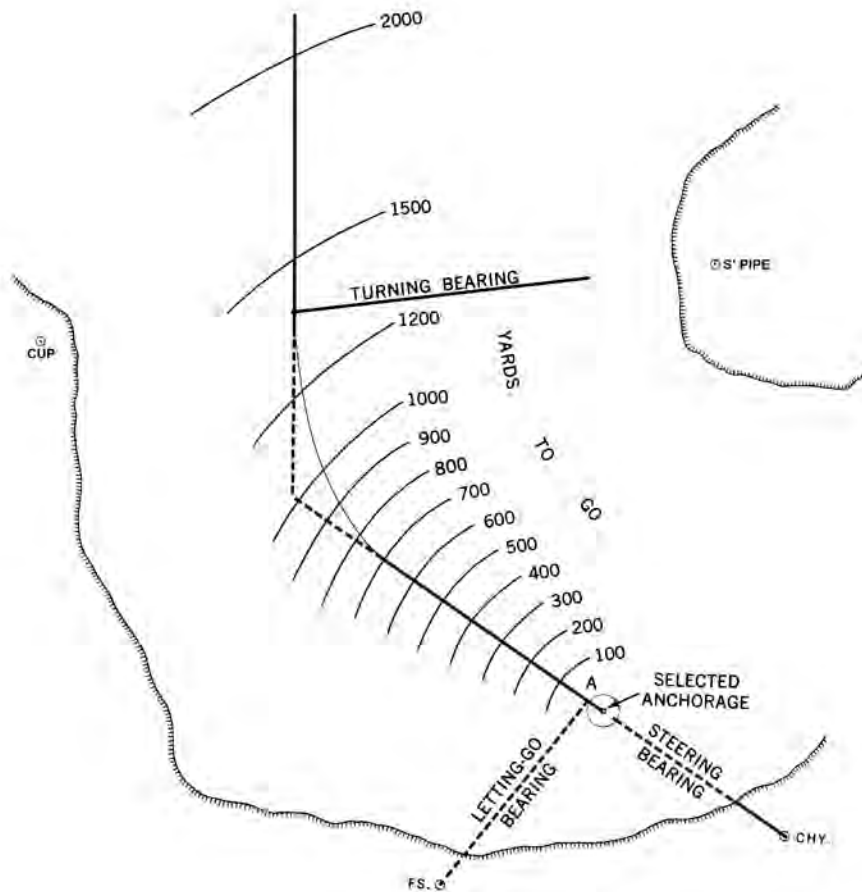 2000
1500
S' PIPE
TURNING BEARING
1200
CUP
YARDS TO GO
1000
900
800
700
600
500
400
300
200
100
A
SELECTED
ANCHORAGE
STEERING
BEARING
LETTING-GO
BEARING
CHY.
FS.